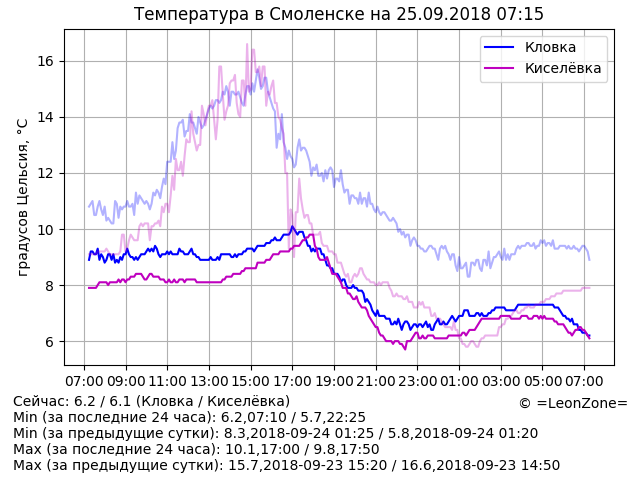 Температура в Смоленске на 25.09.2018 07:15
Кловка
Киселёвка
градусов Цельсия, °C
16
14
12
10
8
6
07:00 09:00 11:00 13:00 15:00 17:00 19:00 21:00 23:00 01:00 03:00 05:00 07:00
Сейчас: 6.2 / 6.1 (Кловка / Киселёвка)
© =LeonZone=
Min (за последние 24 часа): 6.2,07:10 / 5.7,22:25
Min (за предыдущие сутки): 8.3,2018-09-24 01:25 / 5.8,2018-09-24 01:20
Max (за последние 24 часа): 10.1,17:00 / 9.8,17:50
Max (за предыдущие сутки): 15.7,2018-09-23 15:20 / 16.6,2018-09-23 14:50